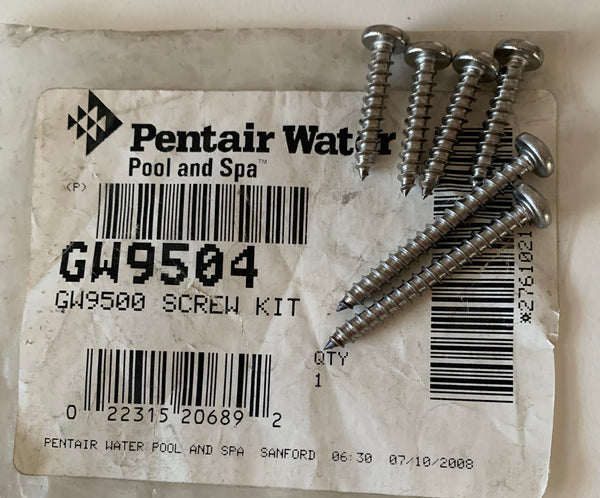 Pentair Water
Pool and Spa™
(P)
GW9504
GW9500 SCREW KIT
QTY
1
0 22315 20689 2
PENTAIR WATER POOL AND SPA SANFORD 06:30 07/10/2008
*2761021